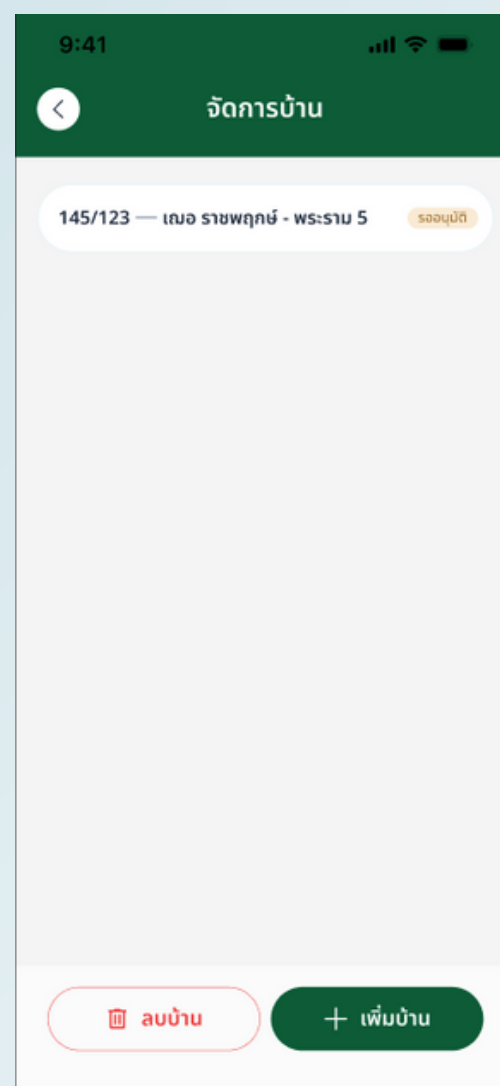 9:41
จัดการบ้าน
145/123 — เฌอ ราชพฤกษ์ - พระราม 5 รออนุมัติ
ลบบ้าน
เพิ่มบ้าน